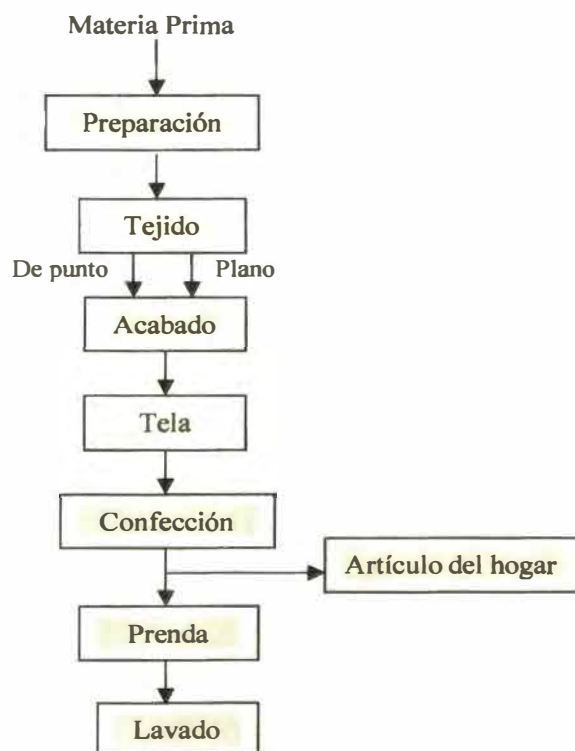 Materia Prima
Preparación
Tejido
De punto Plano
Acabado
Tela
Confección
Artículo del hogar
Prenda
Lavado